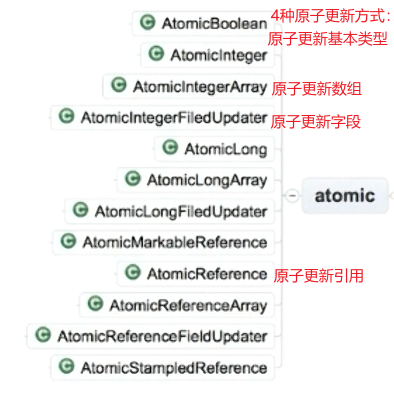 AtomicBoolean
4种原子更新方式:
原子更新基本类型
AtomicInteger
AtomicIntegerArray
原子更新数组
AtomicIntegerFiledUpdater
原子更新字段
AtomicLong
AtomicLongArray
atomic
AtomicLongFiledUpdater
AtomicMarkableReference
AtomicReference
原子更新引用
AtomicReferenceArray
AtomicReferenceFieldUpdater
AtomicStampledReference